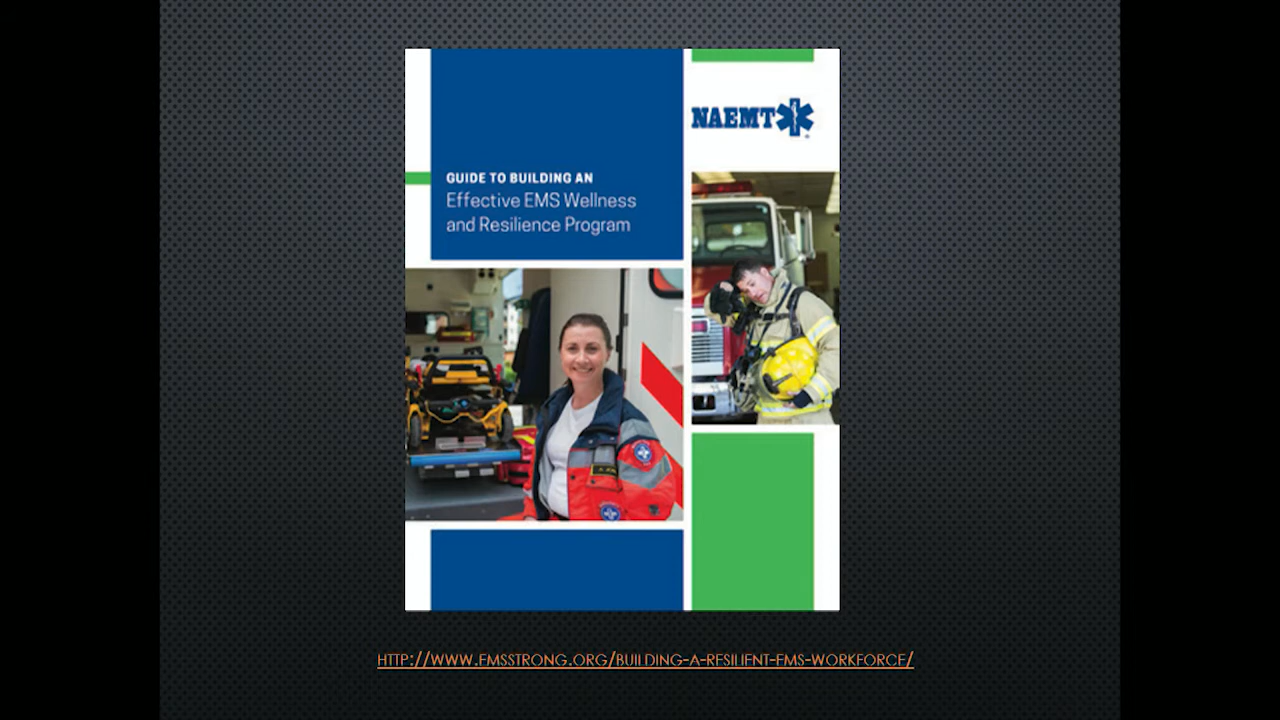 NAEMT
GUIDE TO BUILDING AN
Effective EMS Wellness
and Resilience Program
HTTP://WWW.EMSSTRONG.ORG/BUILDING-A-RESILIENT-EMS-WORKFORCE/